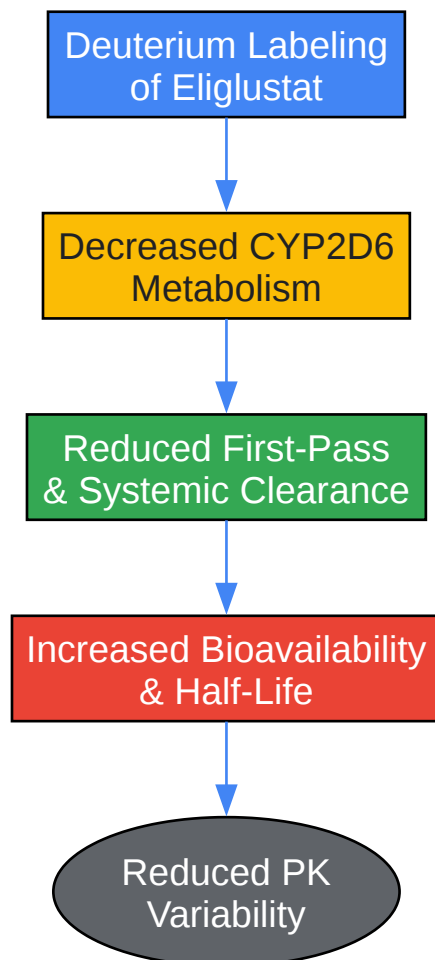 Deuterium Labeling
of Eliglustat
Decreased CYP2D6
Metabolism
Reduced First-Pass
& Systemic Clearance
Increased Bioavailability
& Half-Life
Reduced PK
Variability